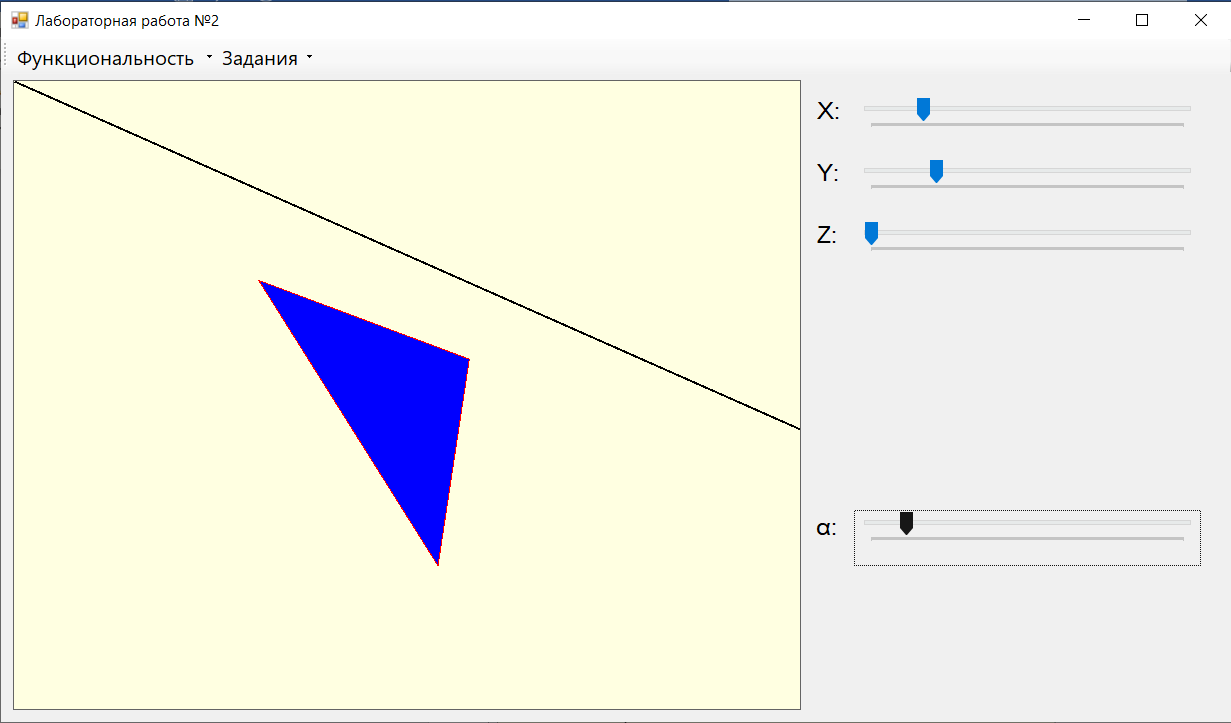 Лабораторная работа №2
Функциональность Задания
X:
Y:
Z:
α: